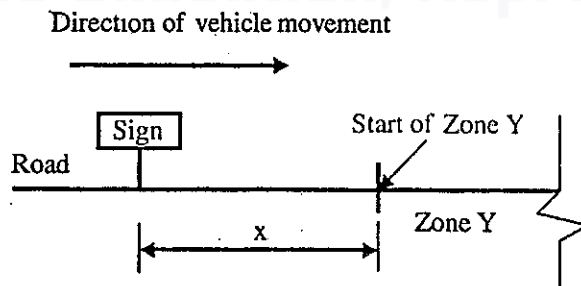 Direction of vehicle movement
Sign
Start of Zone Y
Road
Zone Y
x